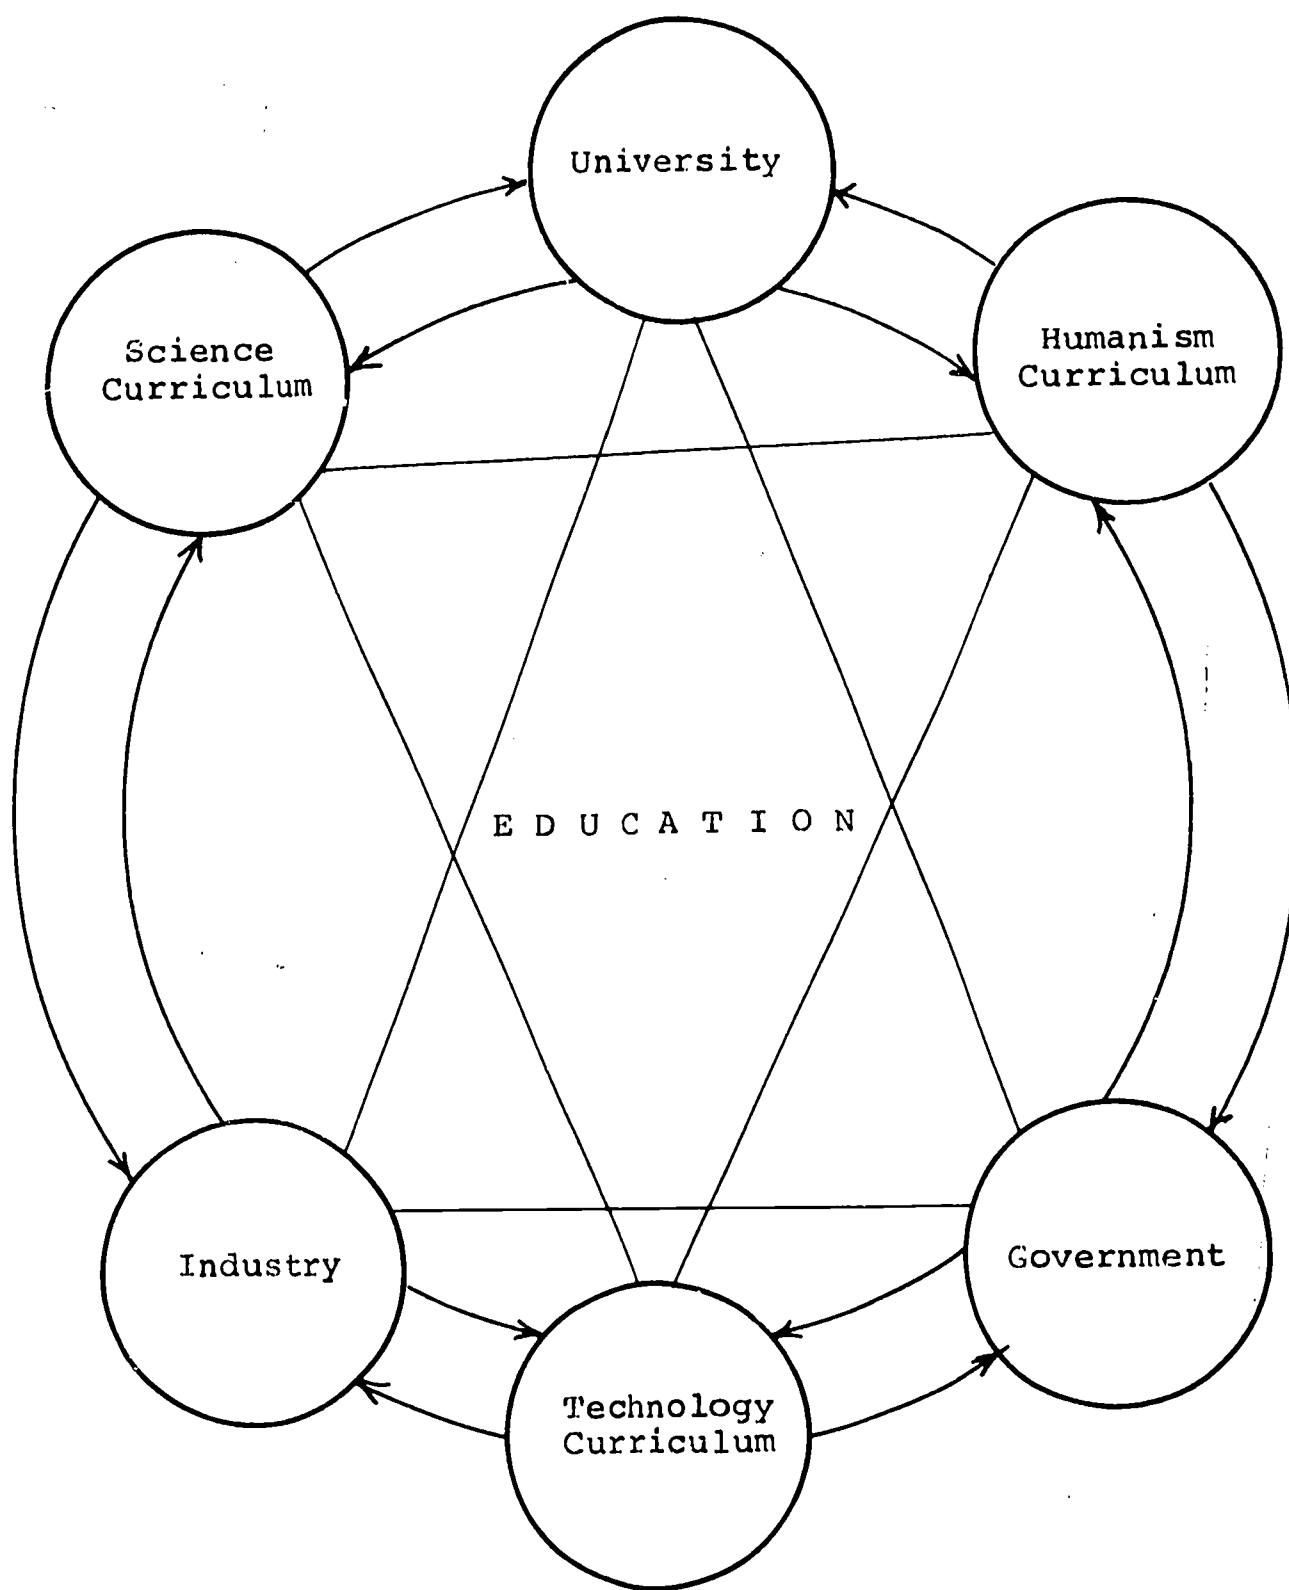 University
Science
Curriculum
Humanism
Curriculum
E D U C A T I O N
Industry
Government
Technology
Curriculum